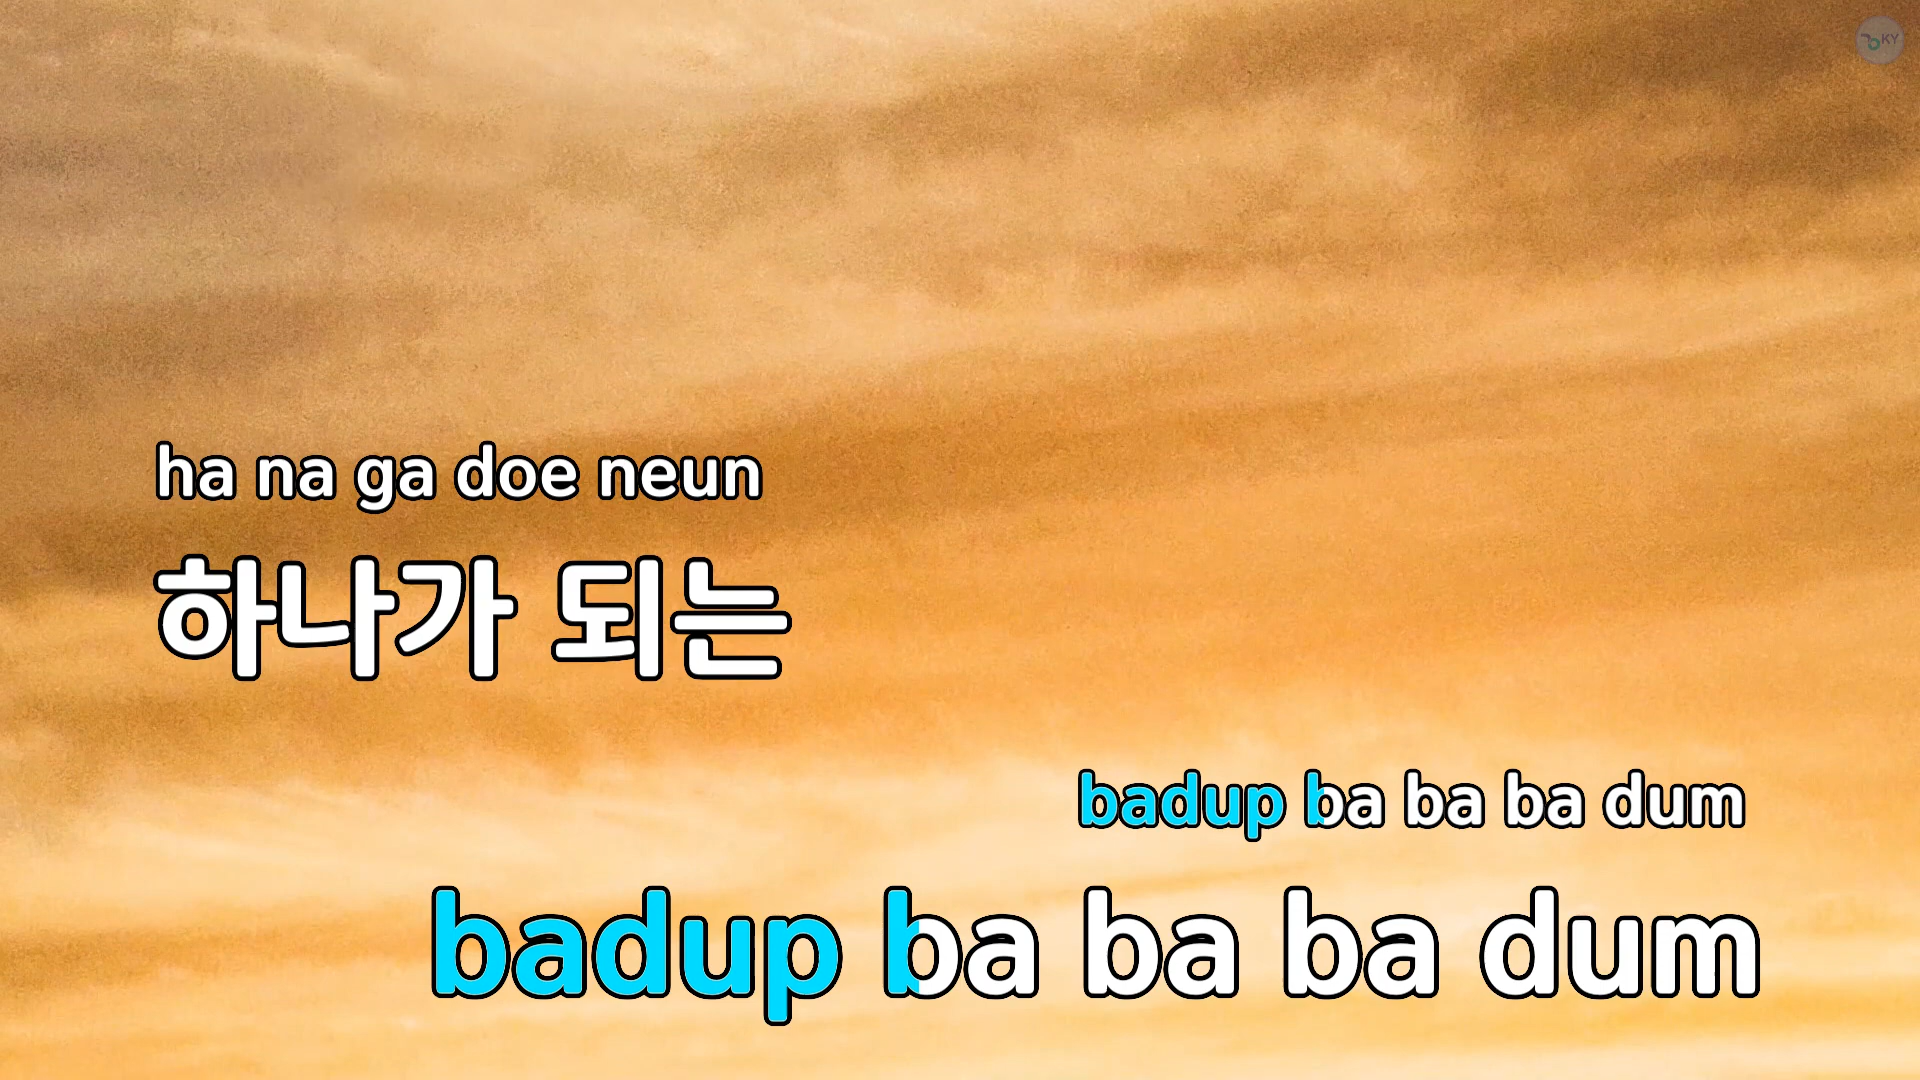 KY
ha na ga doe neun
하나가 되는
badup ba ba ba dum
badup ba ba ba dum